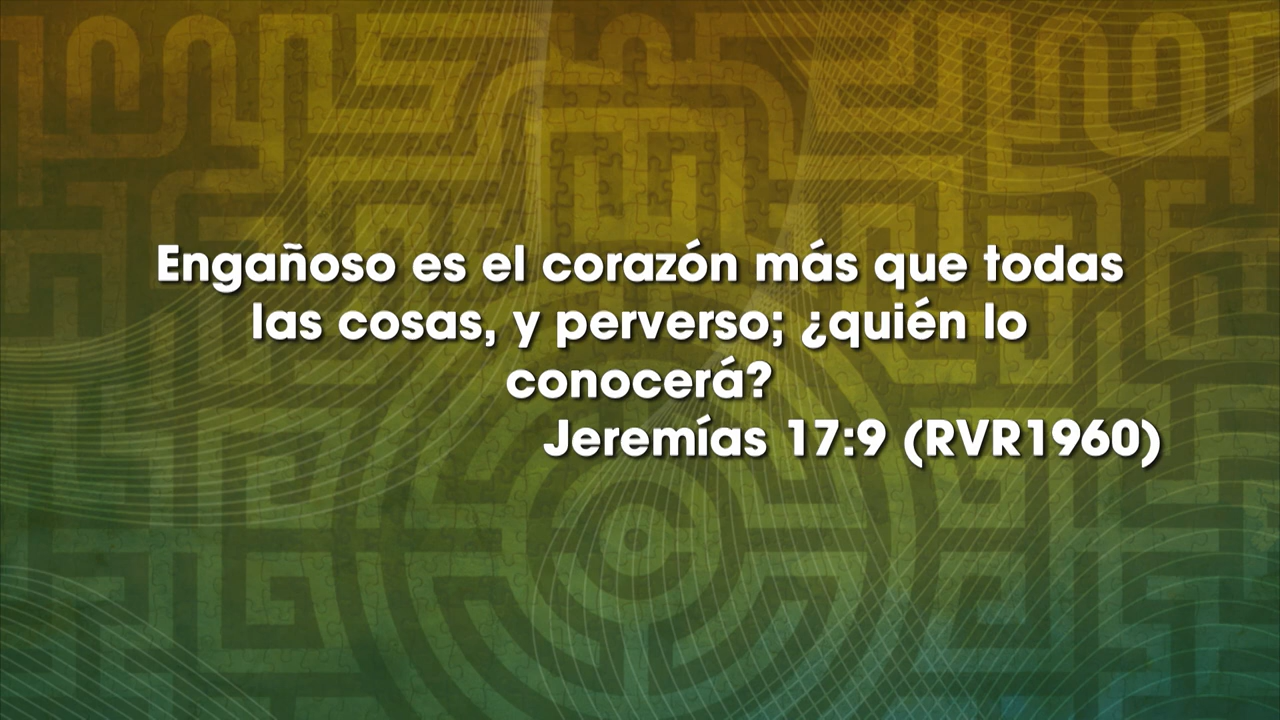 Engañoso es el corazón más que todas
las cosas, y perverso; ¿quién lo
conocerá?
Jeremías 17:9 (RVR1960)